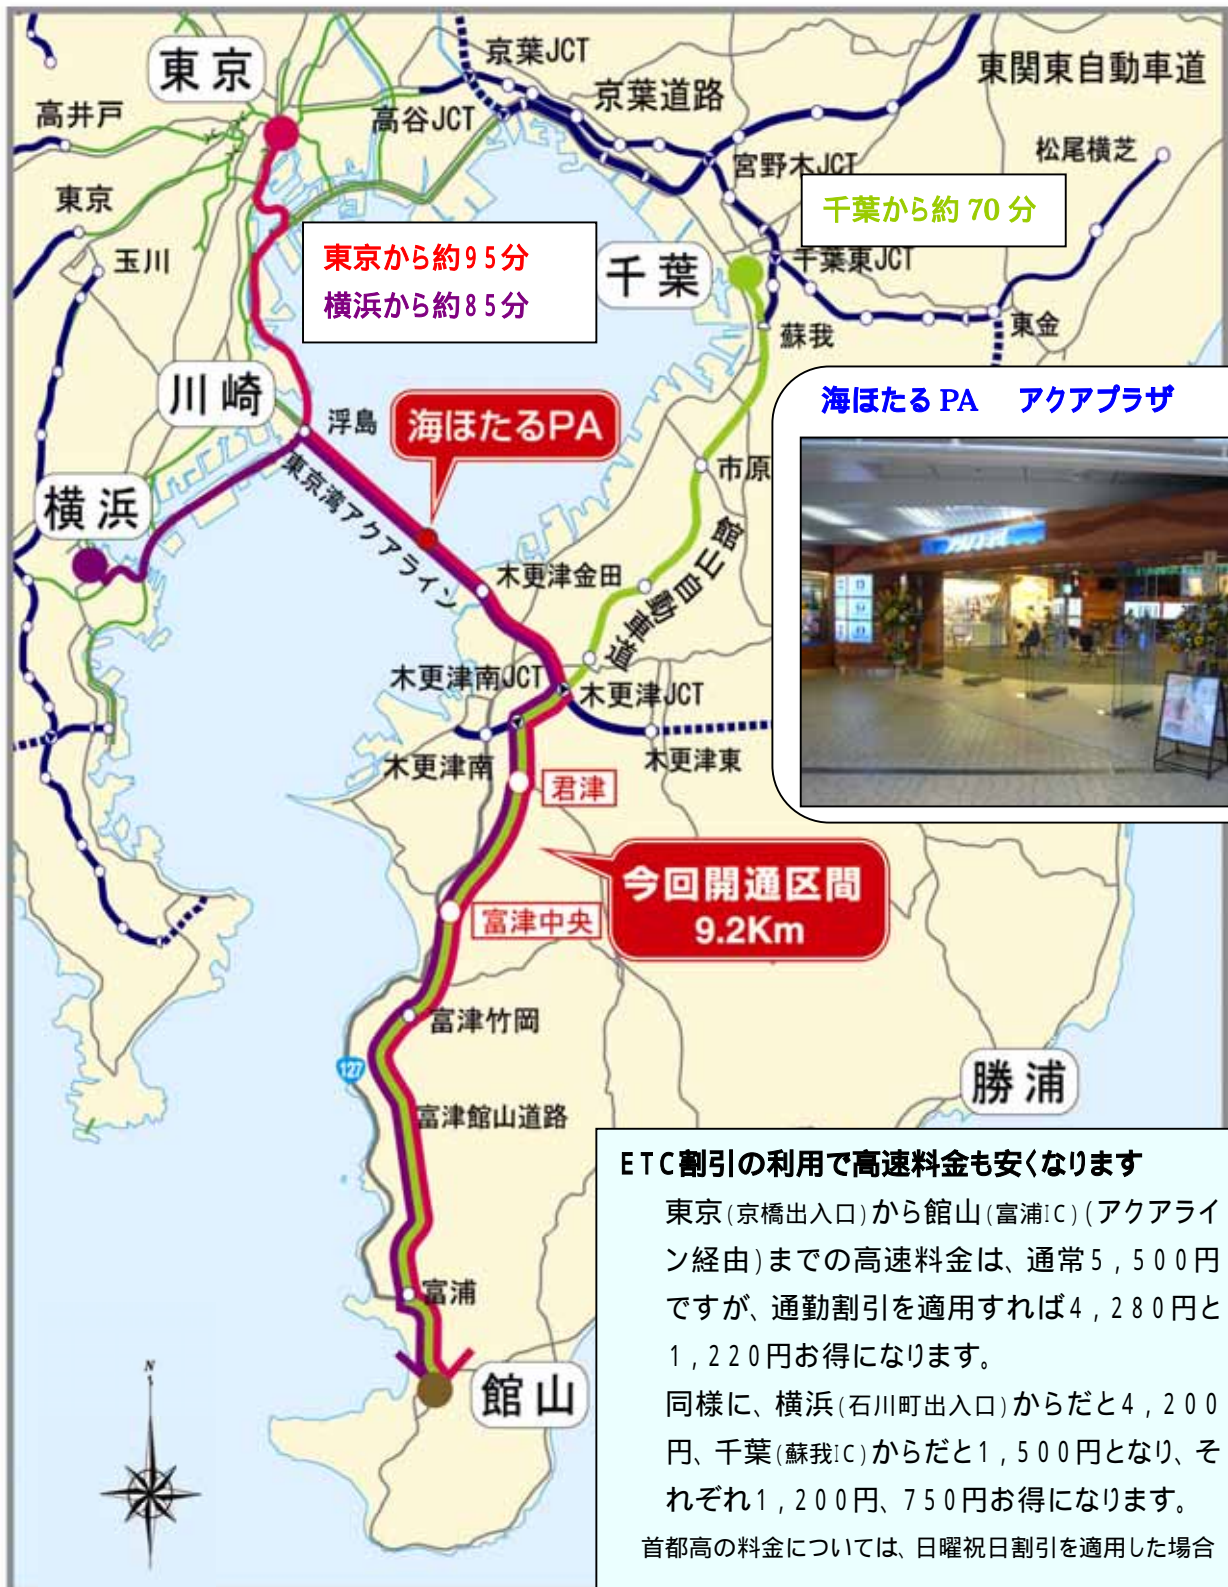 東京
京葉JCT
東関東自動車道
高井戸
高谷JCT
京葉道路
宮野木JCT
松尾横芝
東京
玉川
千葉から約 70 分
東京から約95分
横浜から約85分
千葉
千葉東JCT
蘇我
東金
川崎
浮島
海ほたるPA
海ほたる PA アクアプラザ
市原
横浜
東京湾アクアライン
館山自動車道
木更津金田
木更津南JCT
木更津JCT
木更津南
木更津東
君津
今回開通区間
9.2Km
富津中央
富津竹岡
127
富津館山道路
勝浦
富浦
館山
N
ETC割引の利用で高速料金も安くなります
東京(京橋出入口)から館山(富浦IC)(アクアライ
ン経由)までの高速料金は、通常5,500円
ですが、通勤割引を適用すれば4,280円と
1,220円お得になります。
同様に、横浜(石川町出入口)からだと4,200
円、千葉(蘇我IC)からだと1,500円となり、そ
れぞれ1,200円、750円お得になります。
首都高の料金については、日曜祝日割引を適用した場合